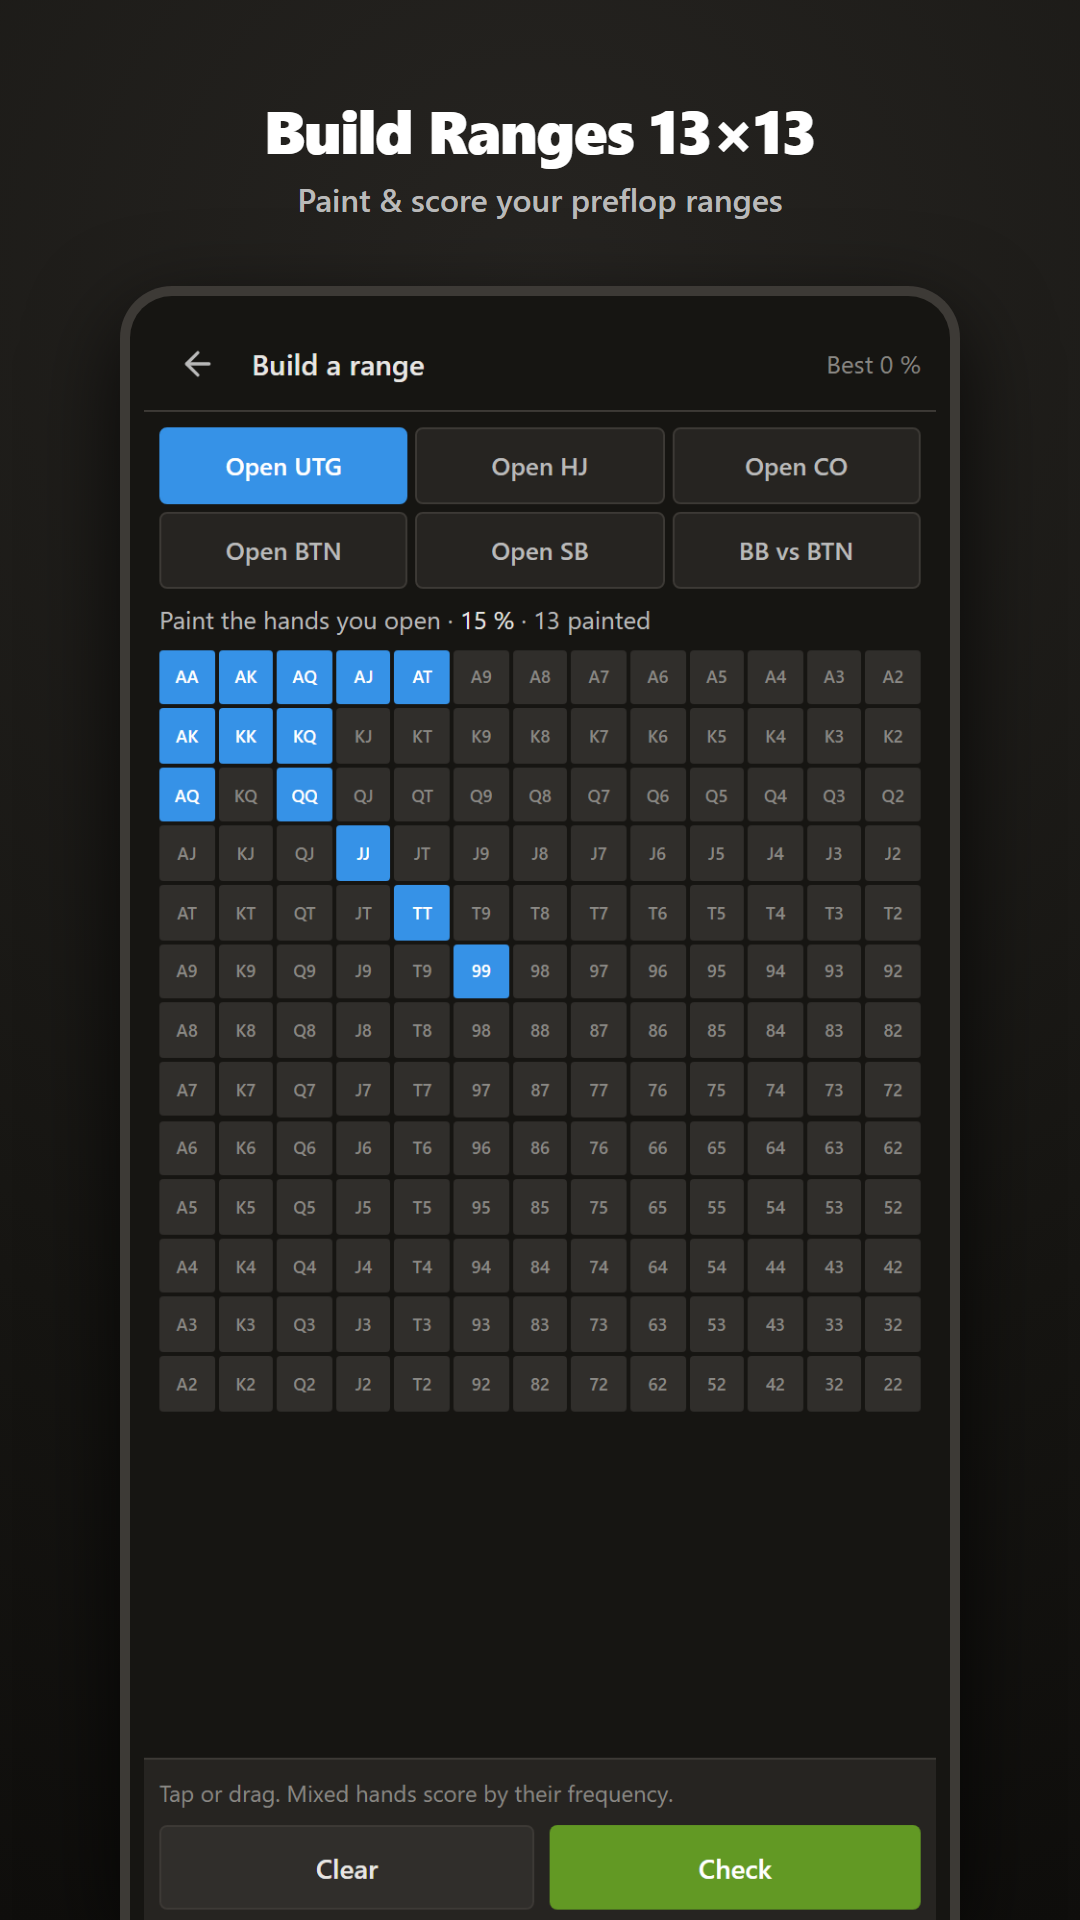 Build Ranges 13×13
Paint & score your preflop ranges
Build a range Best 0 %
Open UTG Open HJ Open CO
Open BTN Open SB BB vs BTN
Paint the hands you open · 15 % · 13 painted
AA AK AQ AJ AT A9 A8 A7 A6 A5 A4 A3 A2
AK KK KQ KJ KT K9 K8 K7 K6 K5 K4 K3 K2
AQ KQ QQ QJ QT Q9 Q8 Q7 Q6 Q5 Q4 Q3 Q2
AJ KJ QJ JJ JT J9 J8 J7 J6 J5 J4 J3 J2
AT KT QT JT TT T9 T8 T7 T6 T5 T4 T3 T2
A9 K9 Q9 J9 T9 99 98 97 96 95 94 93 92
A8 K8 Q8 J8 T8 98 88 87 86 85 84 83 82
A7 K7 Q7 J7 T7 97 87 77 76 75 74 73 72
A6 K6 Q6 J6 T6 96 86 76 66 65 64 63 62
A5 K5 Q5 J5 T5 95 85 75 65 55 54 53 52
A4 K4 Q4 J4 T4 94 84 74 64 54 44 43 42
A3 K3 Q3 J3 T3 93 83 73 63 53 43 33 32
A2 K2 Q2 J2 T2 92 82 72 62 52 42 32 22
Tap or drag. Mixed hands score by their frequency.
Clear Check